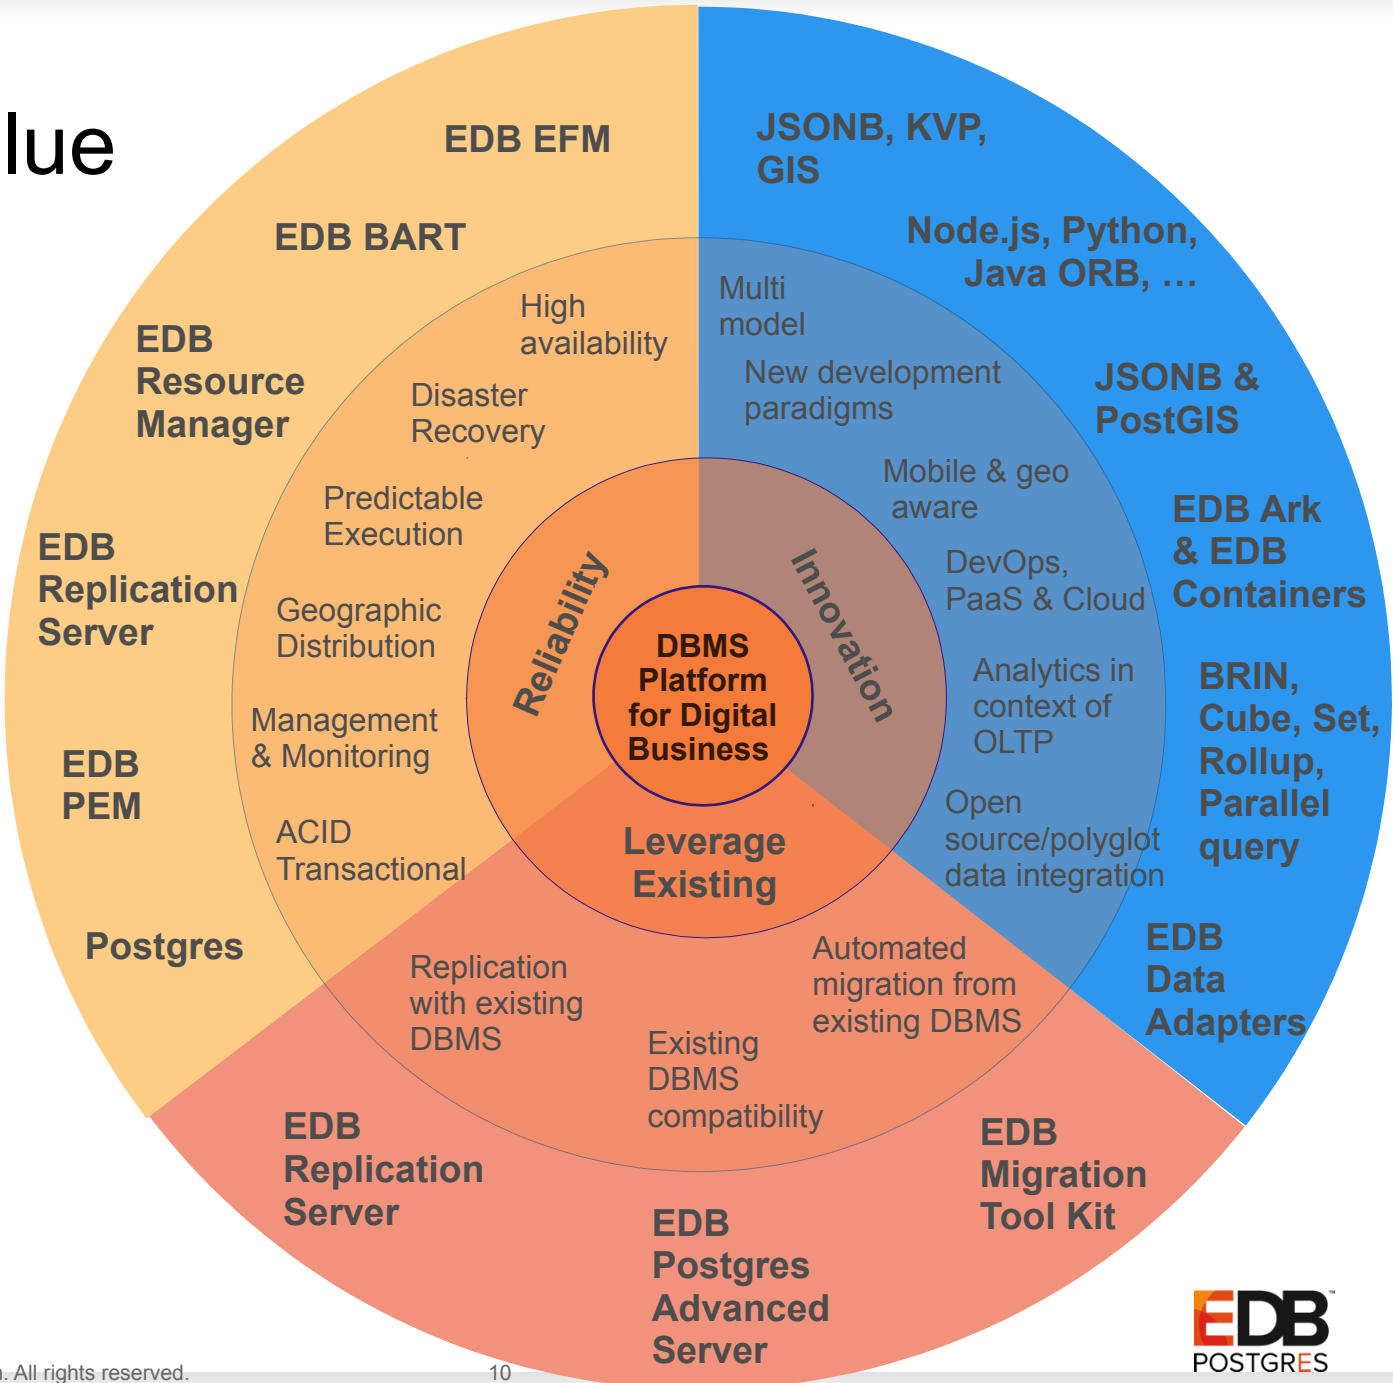 lue
EDB EFM
EDB BART
EDB
Resource
Manager
EDB
Replication
Server
EDB
PEM
Postgres
High
availability
Disaster
Recovery
Predictable
Execution
Geographic
Distribution
Management
& Monitoring
ACID
Transactional
Reliability
JSONB, KVP,
GIS
Node.js, Python,
Java ORB, …
JSONB &
PostGIS
EDB Ark
& EDB
Containers
BRIN,
Cube, Set,
Rollup,
Parallel
query
EDB
Data
Adapters
Multi
model
New development
paradigms
Mobile & geo
aware
DevOps,
PaaS & Cloud
Analytics in
context of
OLTP
Open
source/polyglot
data integration
Innovation
DBMS
Platform
for Digital
Business
Leverage
Existing
Replication
with existing
DBMS
Existing
DBMS
compatibility
Automated
migration from
existing DBMS
EDB
Replication
Server
EDB
Postgres
Advanced
Server
EDB
Migration
Tool Kit
EDB™
POSTGRES
. All rights reserved.
10